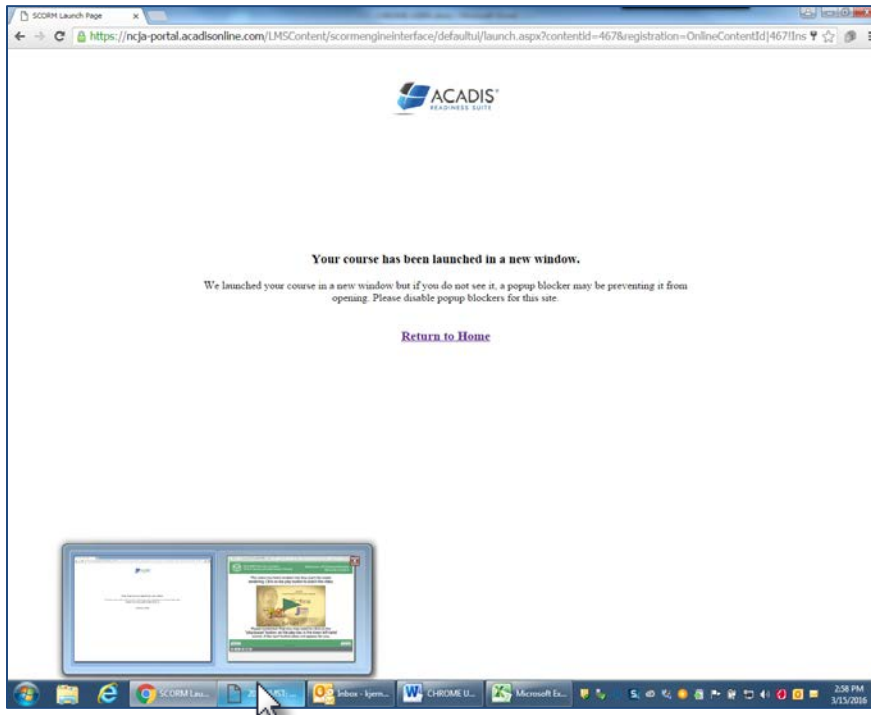 SCORM Launch Page
https://ncja-portal.acadisonline.com/LMSContent/scormengineinterface/defaultui/launch.aspx?contentid=467&registration=OnlineContentId|467!Ins
ACADIS
READINESS SUITE
Your course has been launched in a new window.
We launched your course in a new window but if you do not see it, a popup blocker may be preventing it from
opening. Please disable popup blockers for this site.
Return to Home
SCORM Lau...
Inbox - kjern...
CHROME U...
Microsoft Ex...
2:58 PM
3/15/2016